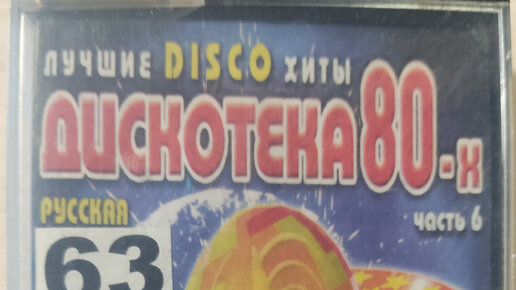 ЛУЧШИЕ DISCO ХИТЫ
ДИСКОТЕКА 80-х
РУССКАЯ
часть 6
63